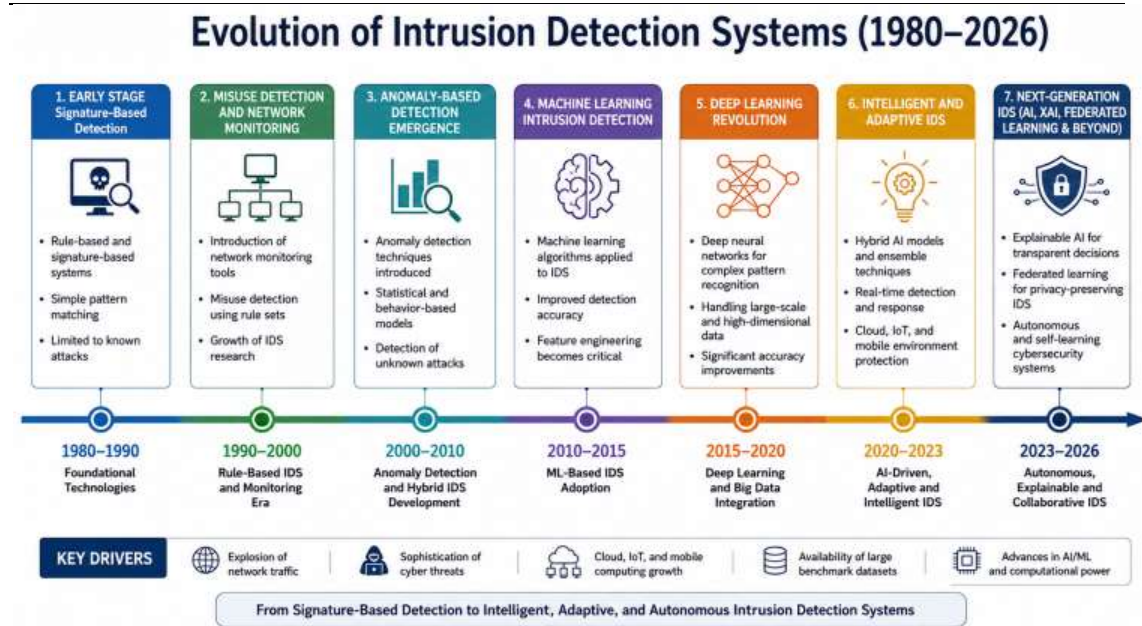 Evolution of Intrusion Detection Systems (1980–2026)
1. EARLY STAGE
Signature-Based
Detection
• Rule-based and
signature-based
systems
• Simple pattern
matching
• Limited to known
attacks
1980–1990
Foundational
Technologies
2. MISUSE DETECTION
AND NETWORK
MONITORING
• Introduction of
network monitoring
tools
• Misuse detection
using rule sets
• Growth of IDS
research
1990–2000
Rule-Based IDS
and Monitoring
Era
3. ANOMALY-BASED
DETECTION
EMERGENCE
• Anomaly detection
techniques
introduced
• Statistical and
behavior-based
models
• Detection of
unknown attacks
2000–2010
Anomaly Detection
and Hybrid IDS
Development
4. MACHINE LEARNING
INTRUSION DETECTION
• Machine learning
algorithms applied
to IDS
• Improved detection
accuracy
• Feature engineering
becomes critical
2010–2015
ML-Based IDS
Adoption
5. DEEP LEARNING
REVOLUTION
• Deep neural
networks for
complex pattern
recognition
• Handling large-scale
and high-dimensional
data
• Significant accuracy
improvements
2015–2020
Deep Learning
and Big Data
Integration
6. INTELLIGENT AND
ADAPTIVE IDS
• Hybrid AI models
and ensemble
techniques
• Real-time detection
and response
• Cloud, IoT, and
mobile environment
protection
2020–2023
AI-Driven,
Adaptive and
Intelligent IDS
7. NEXT-GENERATION
IDS (AI, XAI, FEDERATED
LEARNING & BEYOND)
• Explainable AI for
transparent decisions
• Federated learning
for privacy-preserving
IDS
• Autonomous
and self-learning
cybersecurity
systems
2023–2026
Autonomous,
Explainable and
Collaborative IDS
KEY DRIVERS
Explosion of
network traffic
Sophistication of
cyber threats
Cloud, IoT, and mobile
computing growth
Availability of large
benchmark datasets
Advances in AI/ML
and computational power
From Signature-Based Detection to Intelligent, Adaptive, and Autonomous Intrusion Detection Systems